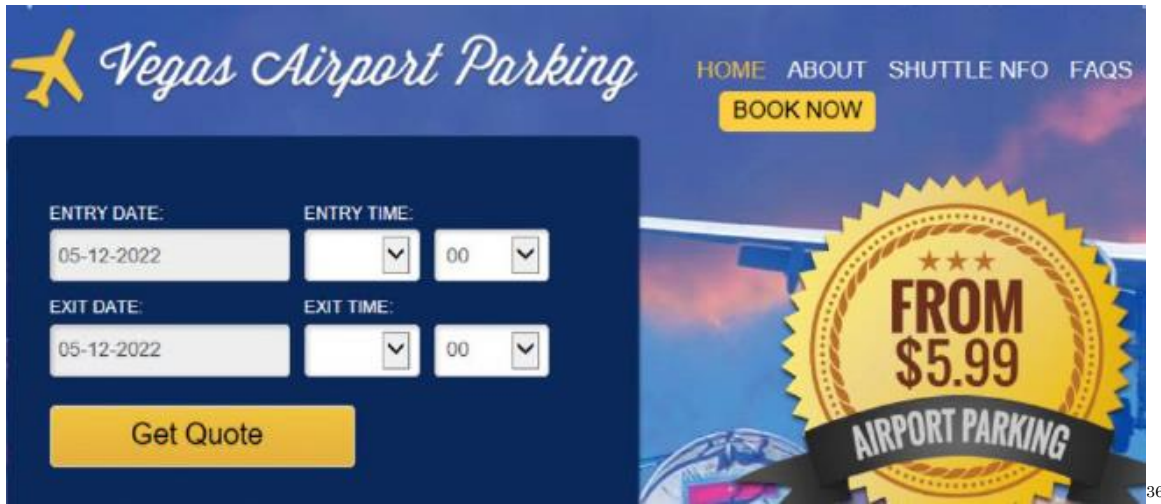 Vegas Airport Parking
HOME ABOUT SHUTTLE NFO FAQS
BOOK NOW
ENTRY DATE: ENTRY TIME:
05-12-2022 00
EXIT DATE: EXIT TIME:
05-12-2022 00
Get Quote
FROM
$5.99
AIRPORT PARKING
36